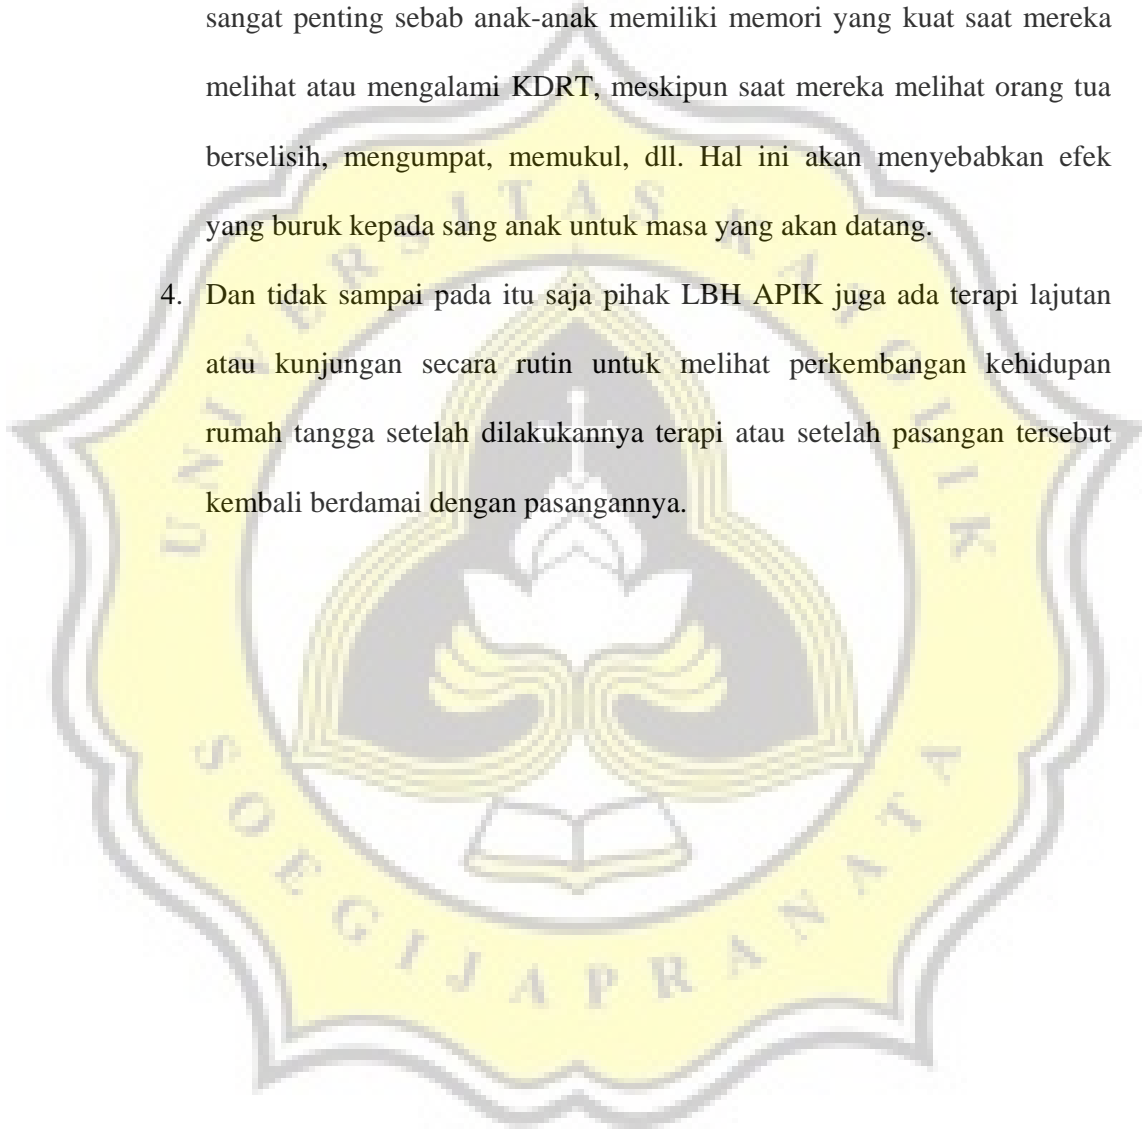 sangat penting sebab anak-anak memiliki memori yang kuat saat mereka
melihat atau mengalami KDRT, meskipun saat mereka melihat orang tua
berselisih, mengumpat, memukul, dll. Hal ini akan menyebabkan efek
yang buruk kepada sang anak untuk masa yang akan datang.
4. Dan tidak sampai pada itu saja pihak LBH APIK juga ada terapi lajutan
atau kunjungan secara rutin untuk melihat perkembangan kehidupan
rumah tangga setelah dilakukannya terapi atau setelah pasangan tersebut
kembali berdamai dengan pasangannya.
UNIVERSITAS KATOLIK
SOEGIJAPRANATA